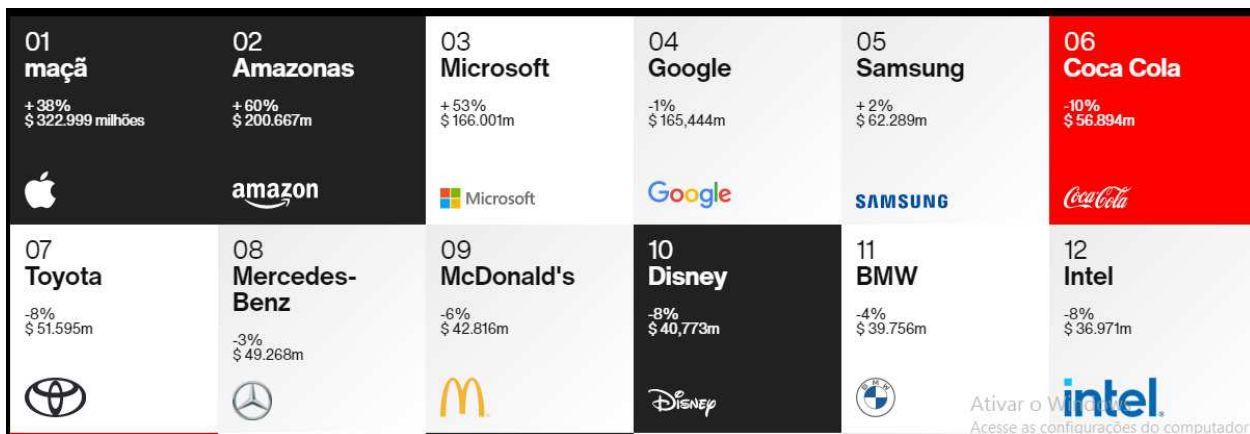 01
maçã
+38%
$ 322.999 milhões
02
Amazonas
+60%
$ 200.667m
amazon
03
Microsoft
+53%
$ 166.001m
Microsoft
04
Google
-1%
$ 165,444m
Google
05
Samsung
+2%
$ 62.289m
SAMSUNG
06
Coca Cola
-10%
$ 56.894m
Coca-Cola
07
Toyota
-8%
$ 51.595m
08
Mercedes-
Benz
-3%
$ 49.268m
09
McDonald's
-6%
$ 42.816m
10
Disney
-8%
$ 40,773m
Disney
11
BMW
-4%
$ 39.756m
BMW
12
Intel
-8%
$ 36.971m
intel.
Ativar o Windows
Acesse as configurações do computador